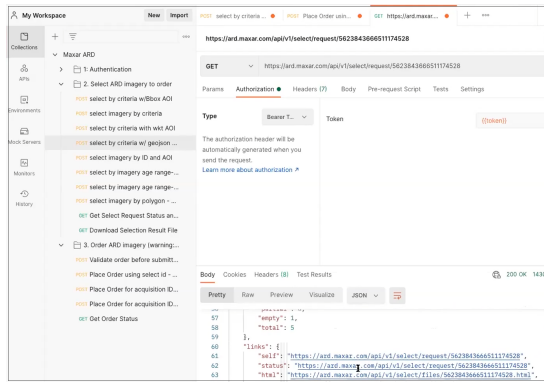 My Workspace
New
Import
POST select by criteria ...
POST Place Order usin...
GET https://ard.maxar....
+
Collections
APIs
Environments
Mock Servers
Monitors
History
Maxar ARD
1: Authentication
2. Select ARD imagery to order
POST select by criteria w/Bbox AOI
POST select imagery by criteria
POST select by criteria with wkt AOI
POST select by criteria w/ geojson ...
POST select imagery by ID and AOI
POST select by imagery age range-...
POST select by imagery age range-...
POST select imagery by polygon - ...
GET Get Select Request Status an...
GET Download Selection Result File
3. Order ARD imagery (warning:...
POST Validate order before submitt...
POST Place Order using select id - ...
POST Place Order for acquisition ID...
POST Place Order for acquisition ID...
GET Get Order Status
https://ard.maxar.com/api/v1/select/request/5623843666511174528
GET
https://ard.maxar.com/api/v1/select/request/5623843666511174528
Params
Authorization
Headers (7)
Body
Pre-request Script
Tests
Settings
Type
Bearer T...
Token
{{token}}
The authorization header will be
automatically generated when you
send the request.
Learn more about authorization ↗
Body
Cookies
Headers (8)
Test Results
200 OK
1430
Pretty
Raw
Preview
Visualize
JSON
57 "empty": 1,
58 "total": 5
59 },
60 "links": {
61 "self": "https://ard.maxar.com/api/v1/select/request/5623843666511174528",
62 "status": "https://ard.maxar.com/api/v1/select/request/5623843666511174528",
63 "html": "https://ard.maxar.com/api/v1/select/files/5623843666511174528.html",